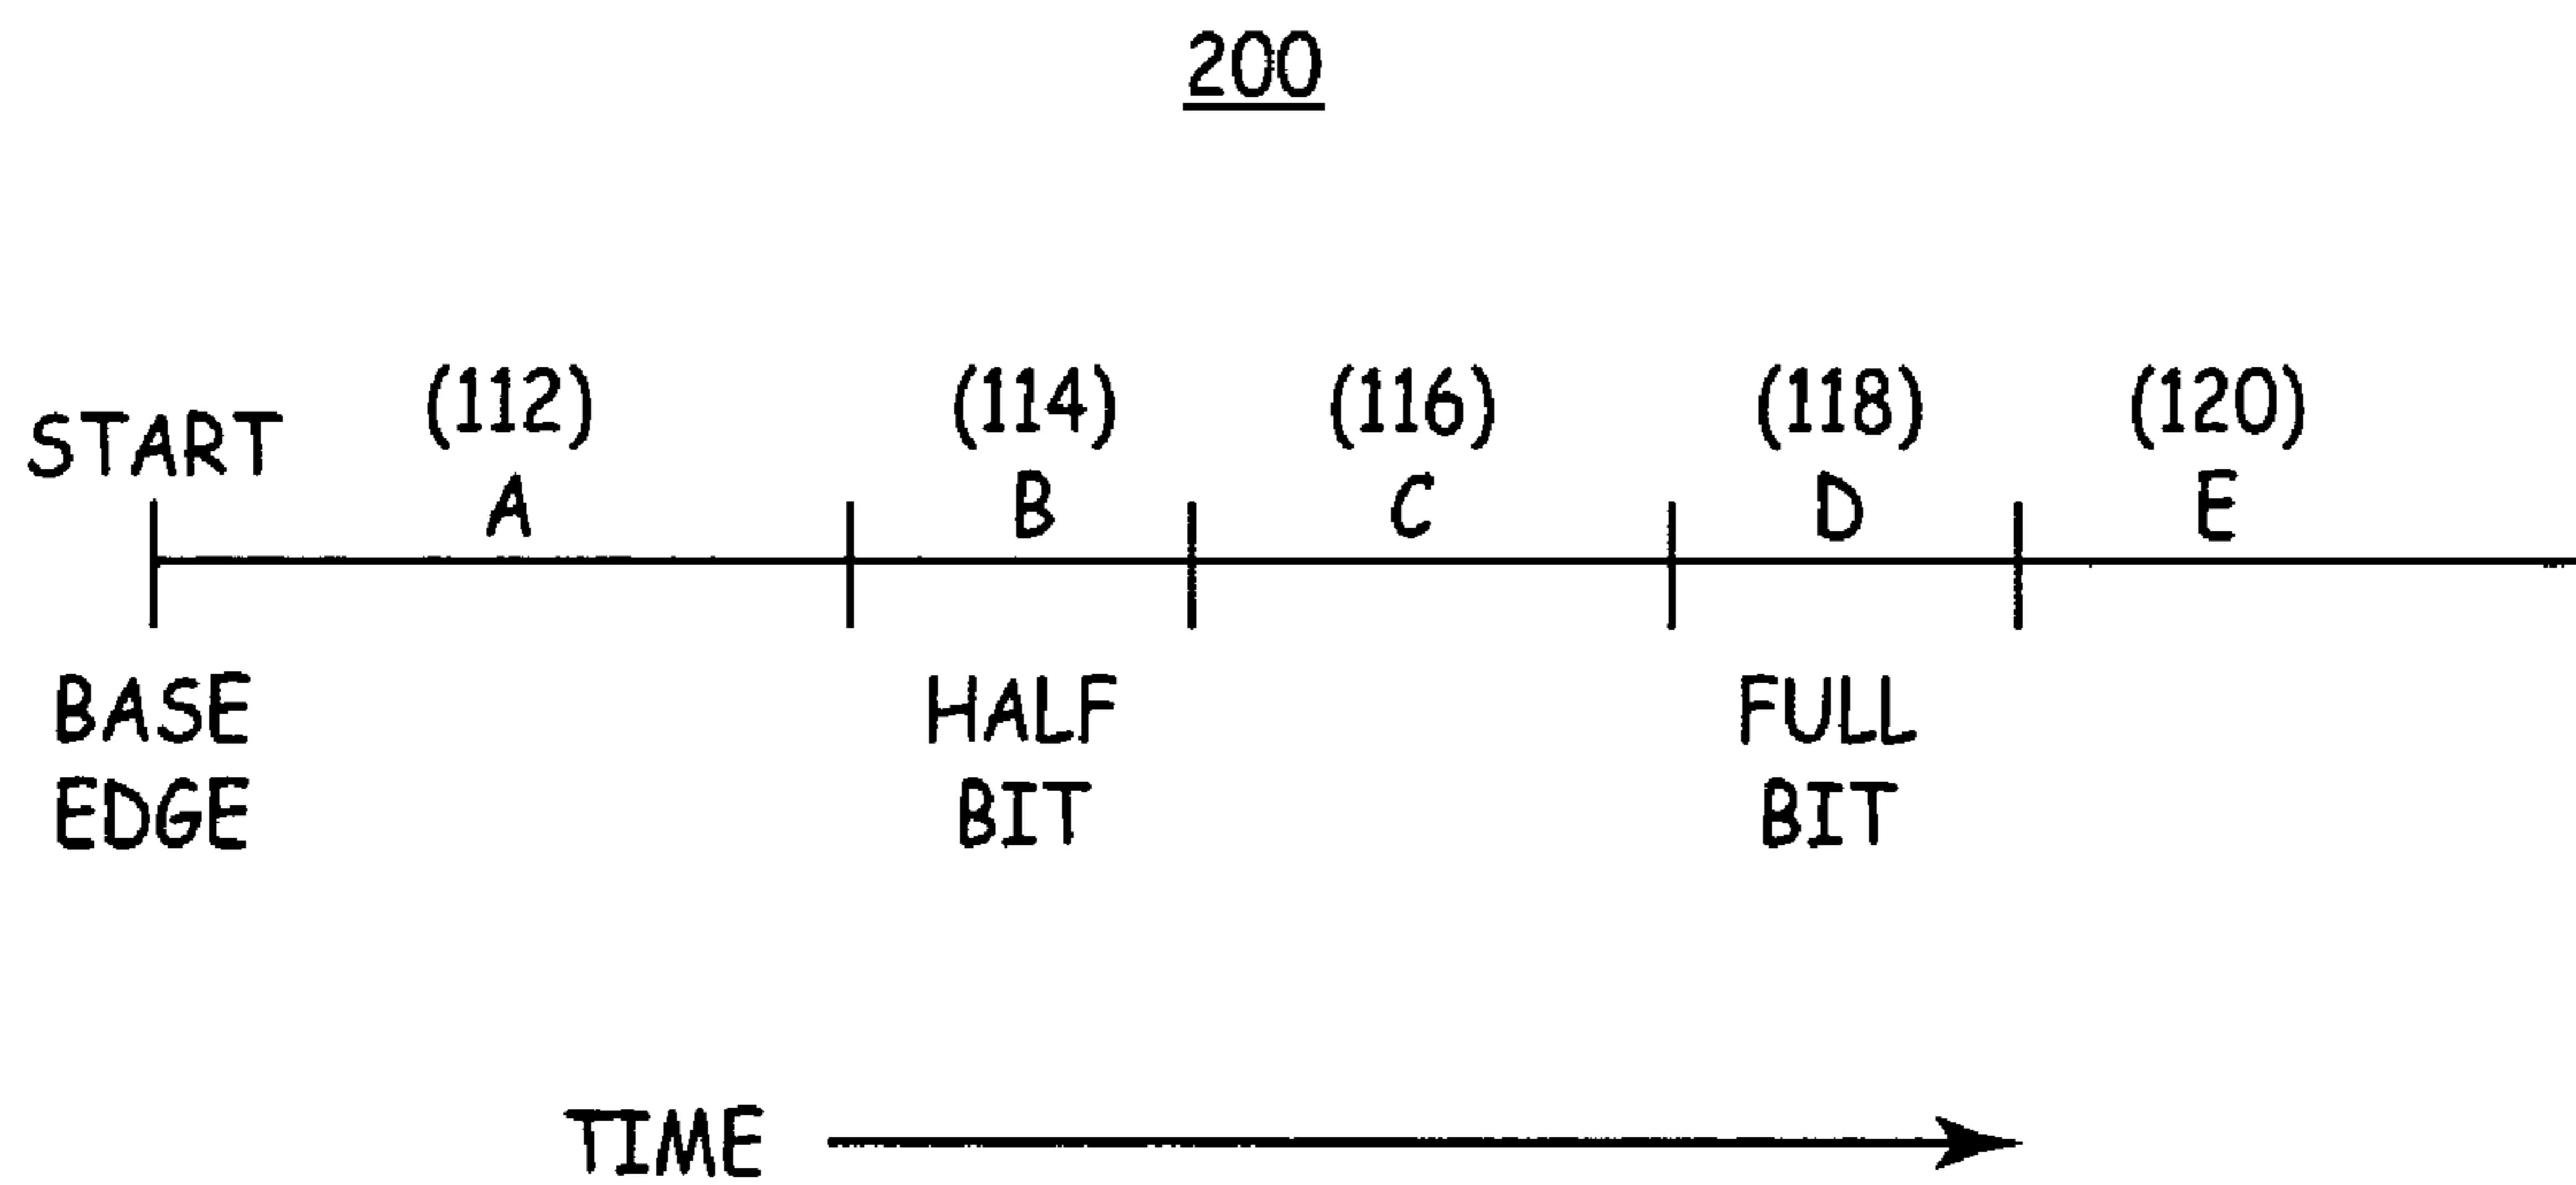 200
(112) (114) (116) (118) (120)
START
A B C D E
BASE EDGE
HALF BIT
FULL BIT
TIME